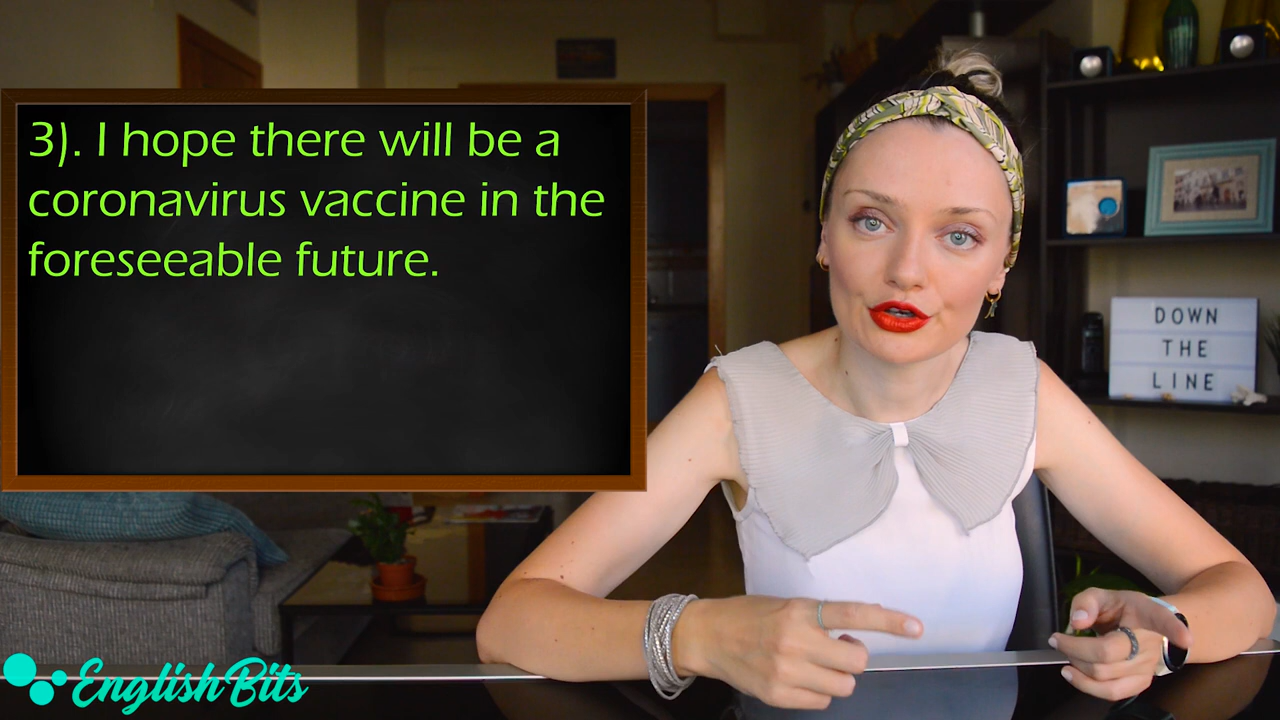 3). I hope there will be a
coronavirus vaccine in the
foreseeable future.
DOWN
THE
LINE
EnglishBits